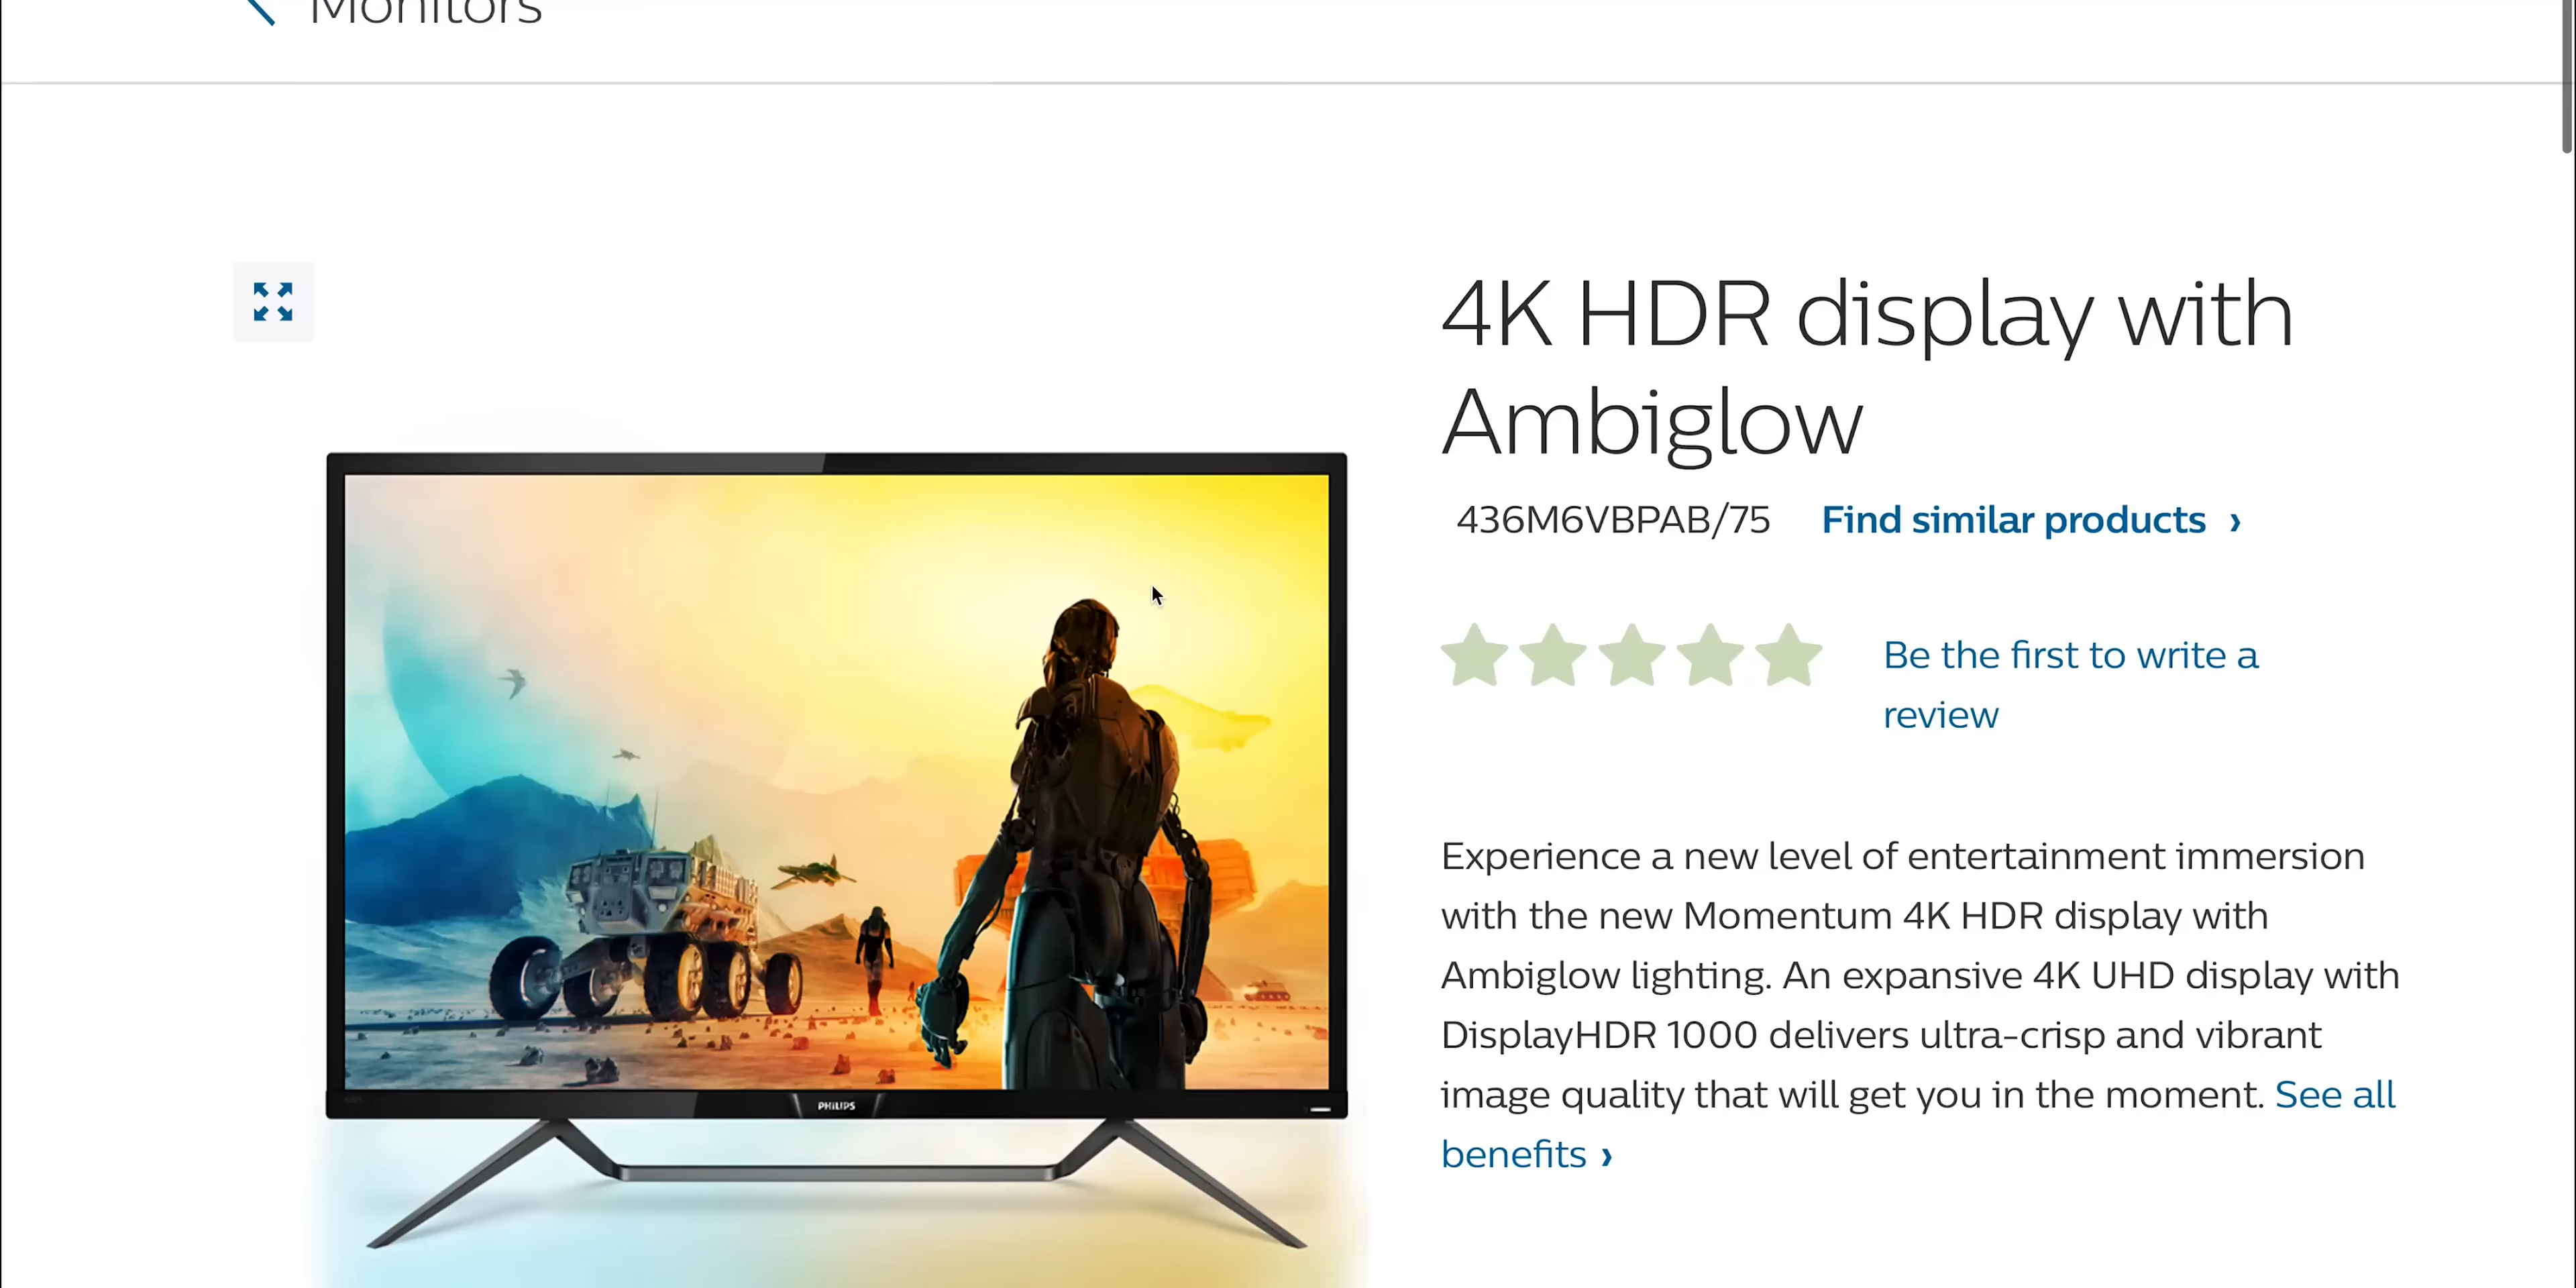 Monitors
4K HDR display with
Ambiglow
436M6VBPAB/75 Find similar products ›
Be the first to write a
review
Experience a new level of entertainment immersion
with the new Momentum 4K HDR display with
Ambiglow lighting. An expansive 4K UHD display with
DisplayHDR 1000 delivers ultra-crisp and vibrant
image quality that will get you in the moment. See all
benefits ›
PHILIPS